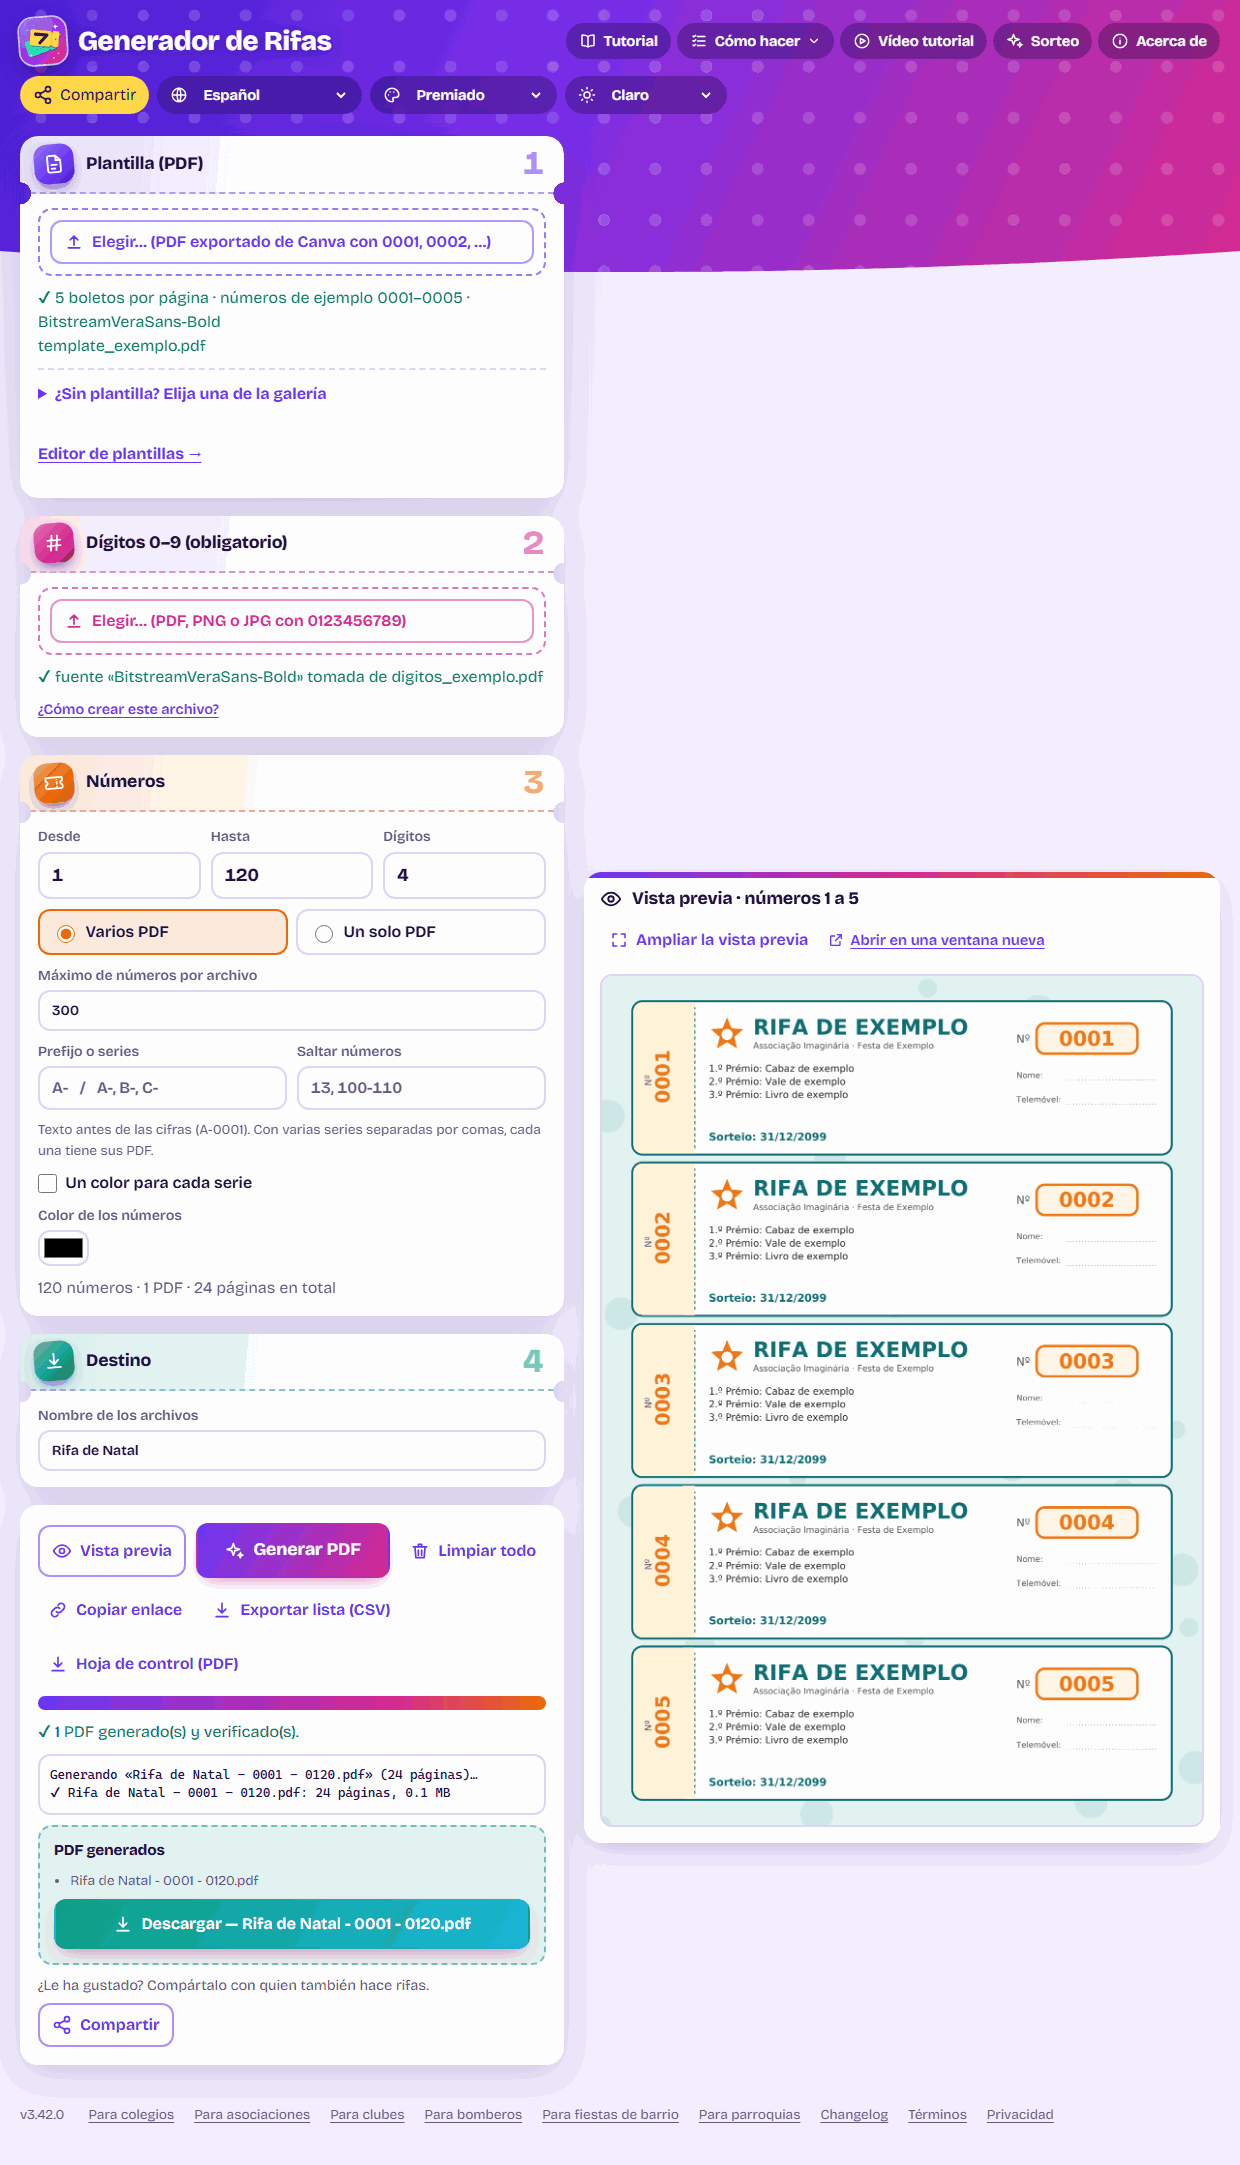 Generador de Rifas
Tutorial
Cómo hacer
Vídeo tutorial
Sorteo
Acerca de
Compartir
Español
Premiado
Claro
Plantilla (PDF)
1
Elegir... (PDF exportado de Canva con 0001, 0002, ...)
✓ 5 boletos por página · números de ejemplo 0001–0005 ·
BitstreamVeraSans-Bold
template_exemplo.pdf
¿Sin plantilla? Elija una de la galería
Editor de plantillas →
Dígitos 0–9 (obligatorio)
2
Elegir... (PDF, PNG o JPG con 0123456789)
✓ fuente «BitstreamVeraSans-Bold» tomada de digitos_exemplo.pdf
¿Cómo crear este archivo?
Números
3
Desde
Hasta
Dígitos
1
120
4
Varios PDF
Un solo PDF
Máximo de números por archivo
300
Prefijo o series
Saltar números
A- / A-, B-, C-
13, 100-110
Texto antes de las cifras (A-0001). Con varias series separadas por comas, cada
una tiene sus PDF.
Un color para cada serie
Color de los números
120 números · 1 PDF · 24 páginas en total
Destino
4
Nombre de los archivos
Rifa de Natal
Vista previa
Generar PDF
Limpiar todo
Copiar enlace
Exportar lista (CSV)
Hoja de control (PDF)
✓ 1 PDF generado(s) y verificado(s).
Generando «Rifa de Natal – 0001 – 0120.pdf» (24 páginas)…
✓ Rifa de Natal – 0001 – 0120.pdf: 24 páginas, 0.1 MB
PDF generados
• Rifa de Natal - 0001 - 0120.pdf
Descargar — Rifa de Natal - 0001 - 0120.pdf
¿Le ha gustado? Compártalo con quien también hace rifas.
Compartir
Vista previa · números 1 a 5
Ampliar la vista previa
Abrir en una ventana nueva
Nº 0001
RIFA DE EXEMPLO
Associação Imaginária · Festa de Exemplo
1.º Prémio: Cabaz de exemplo
2.º Prémio: Vale de exemplo
3.º Prémio: Livro de exemplo
Sorteio: 31/12/2099
Nº 0001
Nome:
Telemóvel:
Nº 0002
RIFA DE EXEMPLO
Associação Imaginária · Festa de Exemplo
1.º Prémio: Cabaz de exemplo
2.º Prémio: Vale de exemplo
3.º Prémio: Livro de exemplo
Sorteio: 31/12/2099
Nº 0002
Nome:
Telemóvel:
Nº 0003
RIFA DE EXEMPLO
Associação Imaginária · Festa de Exemplo
1.º Prémio: Cabaz de exemplo
2.º Prémio: Vale de exemplo
3.º Prémio: Livro de exemplo
Sorteio: 31/12/2099
Nº 0003
Nome:
Telemóvel:
Nº 0004
RIFA DE EXEMPLO
Associação Imaginária · Festa de Exemplo
1.º Prémio: Cabaz de exemplo
2.º Prémio: Vale de exemplo
3.º Prémio: Livro de exemplo
Sorteio: 31/12/2099
Nº 0004
Nome:
Telemóvel:
Nº 0005
RIFA DE EXEMPLO
Associação Imaginária · Festa de Exemplo
1.º Prémio: Cabaz de exemplo
2.º Prémio: Vale de exemplo
3.º Prémio: Livro de exemplo
Sorteio: 31/12/2099
Nº 0005
Nome:
Telemóvel:
v3.42.0
Para colegios
Para asociaciones
Para clubes
Para bomberos
Para fiestas de barrio
Para parroquias
Changelog
Términos
Privacidad